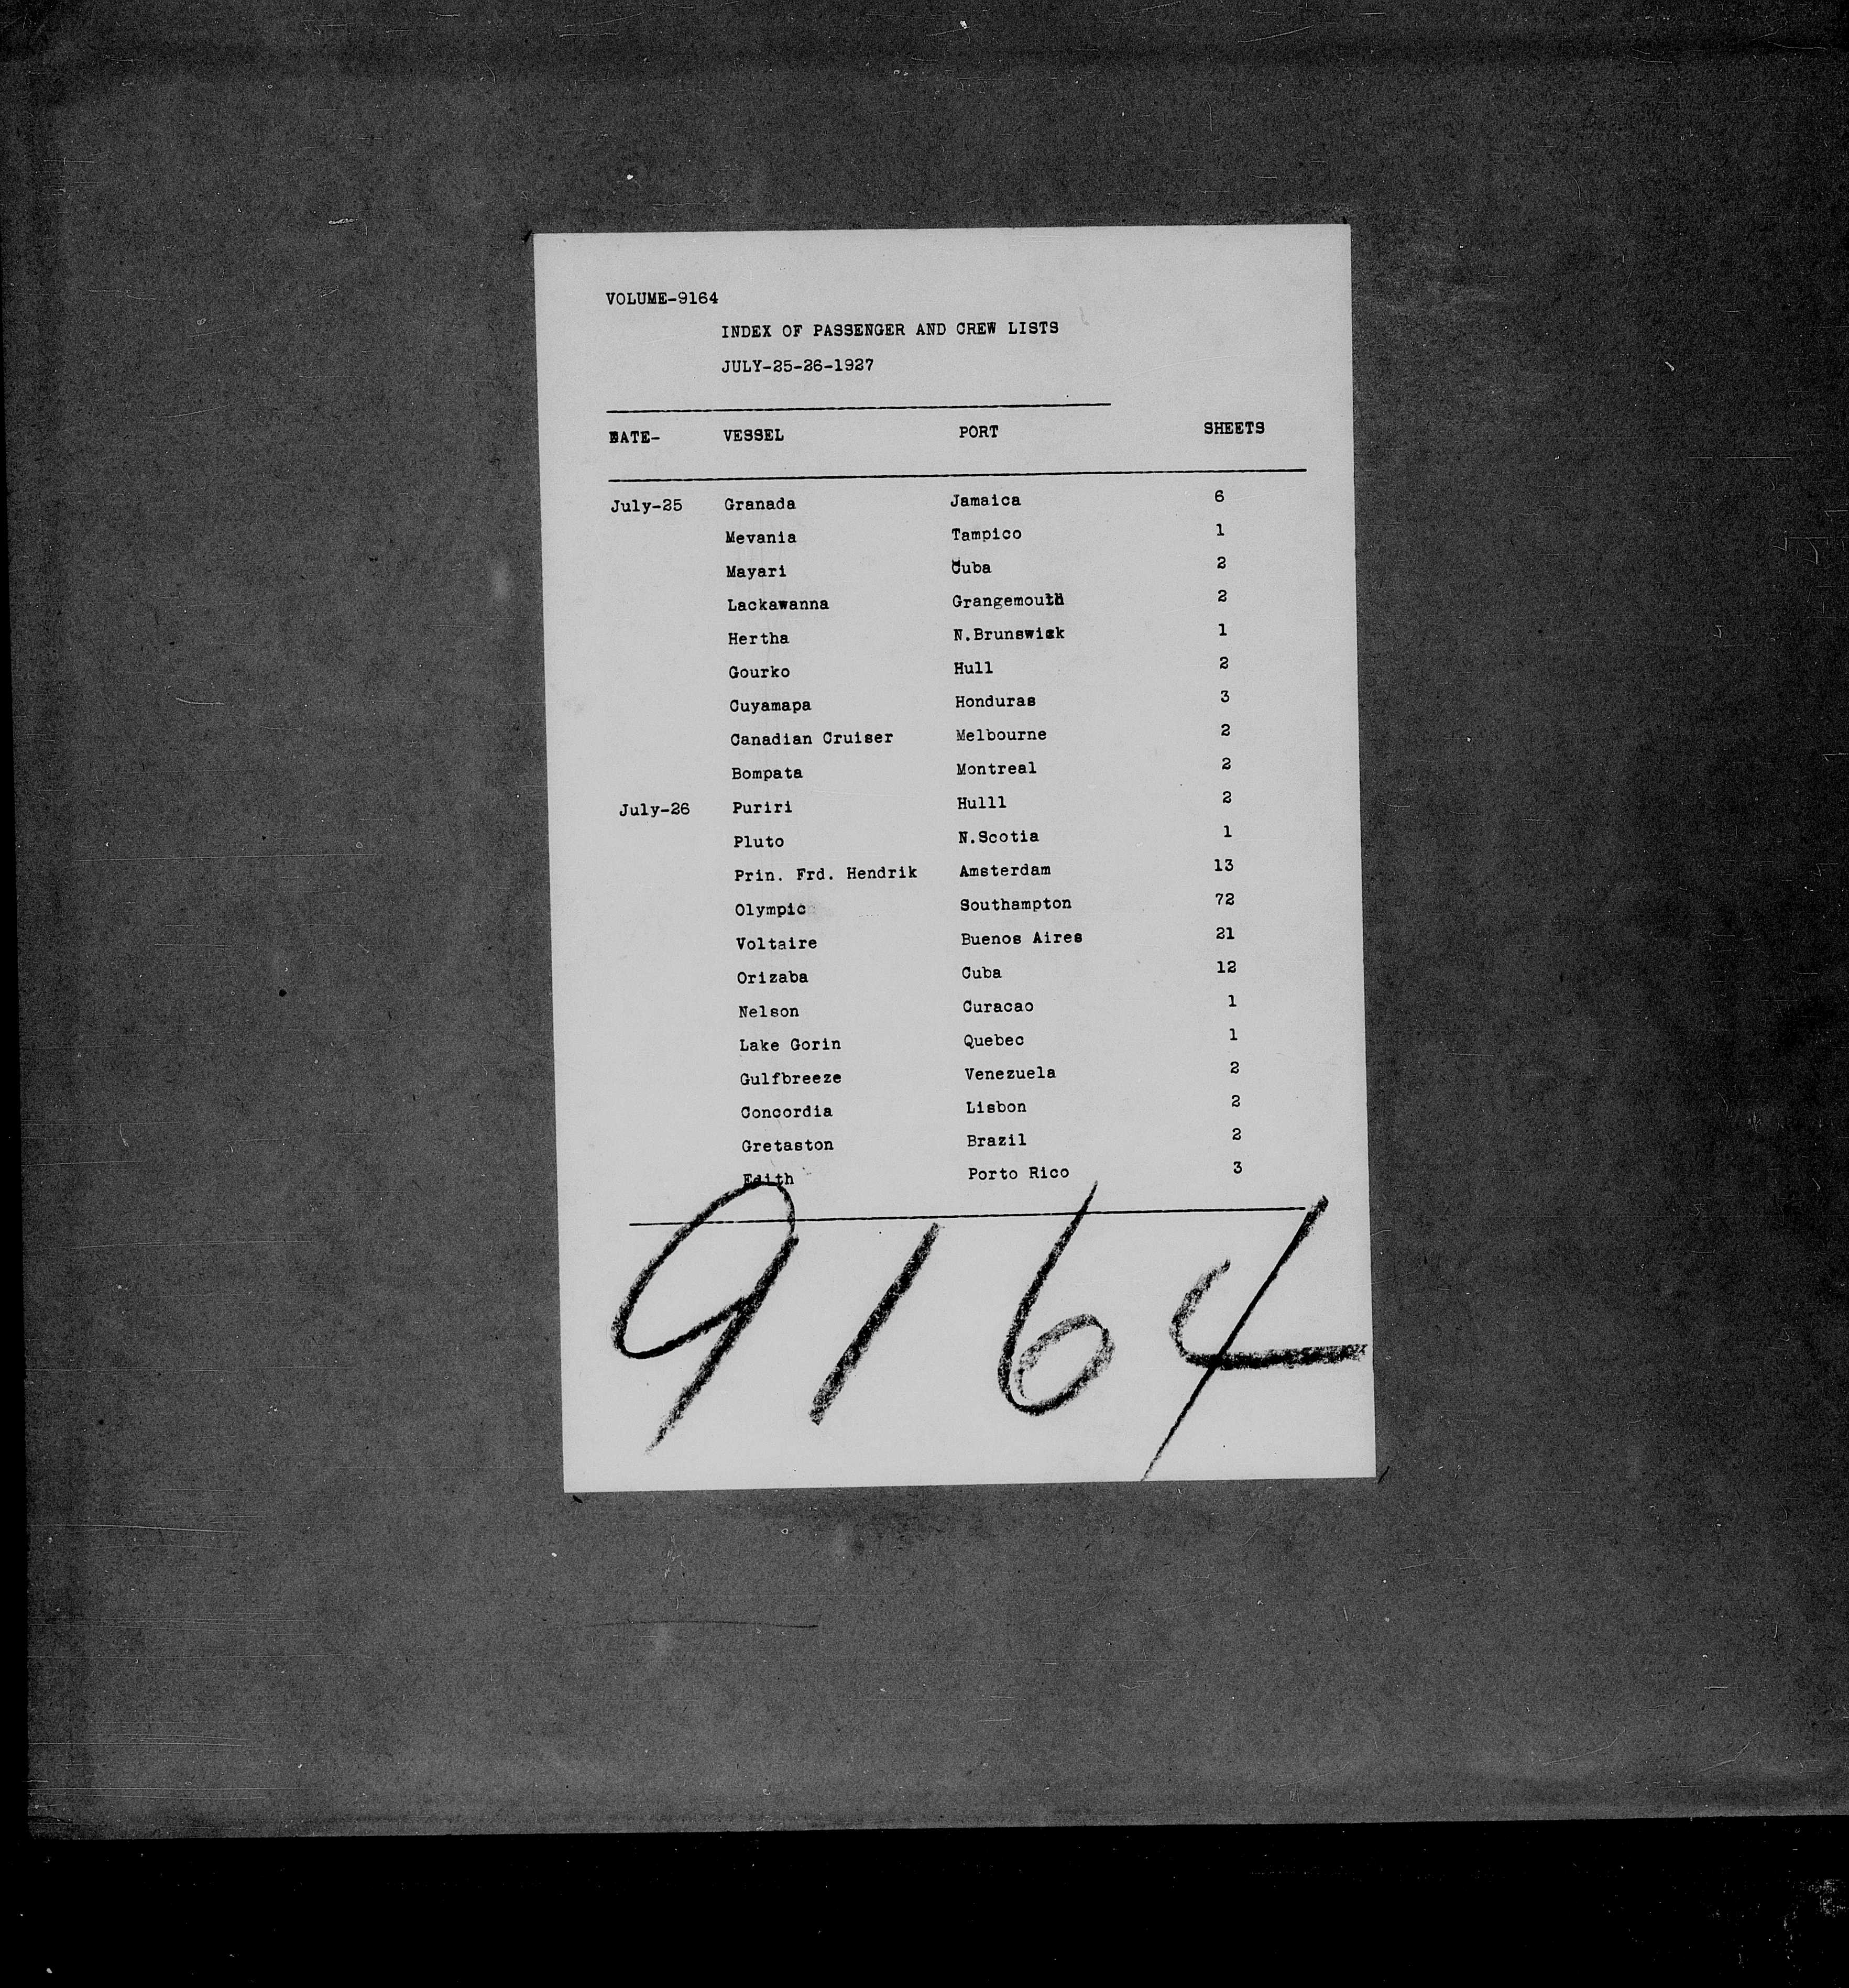 VOLUME-9164
INDEX OF PASSENGER AND CREW LISTS
JULY-25-26-1927
DATE- VESSEL PORT SHEETS
July-25 Granada Jamaica 6
Mevania Tampico 1
Mayari Cuba 2
Lackawanna Grangemouth 2
Hertha N.Brunswick 1
Gourko Hull 2
Cuyamapa Honduras 3
Canadian Cruiser Melbourne 2
Bompata Montreal 2
July-26 Puriri Hulll 2
Pluto N.Scotia 1
Prin. Frd. Hendrik Amsterdam 13
Olympic Southampton 72
Voltaire Buenos Aires 21
Orizaba Cuba 12
Nelson Curacao 1
Lake Gorin Quebec 1
Gulfbreeze Venezuela 2
Concordia Lisbon 2
Gretaston Brazil 2
Edith Porto Rico 3
9164